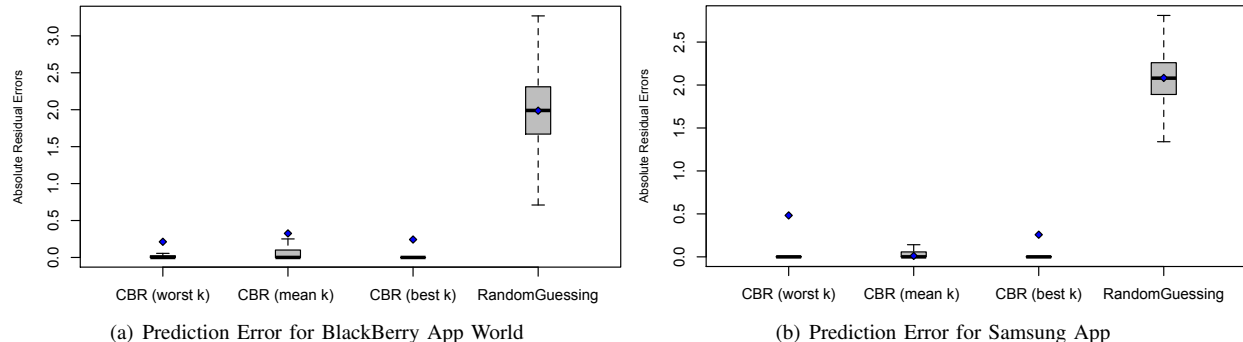 Absolute Residual Errors
3.0
2.5
2.0
1.5
1.0
0.5
0.0
CBR (worst k) CBR (mean k) CBR (best k) RandomGuessing
(a) Prediction Error for BlackBerry App World
Absolute Residual Errors
2.5
2.0
1.5
1.0
0.5
0.0
CBR (worst k) CBR (mean k) CBR (best k) RandomGuessing
(b) Prediction Error for Samsung App